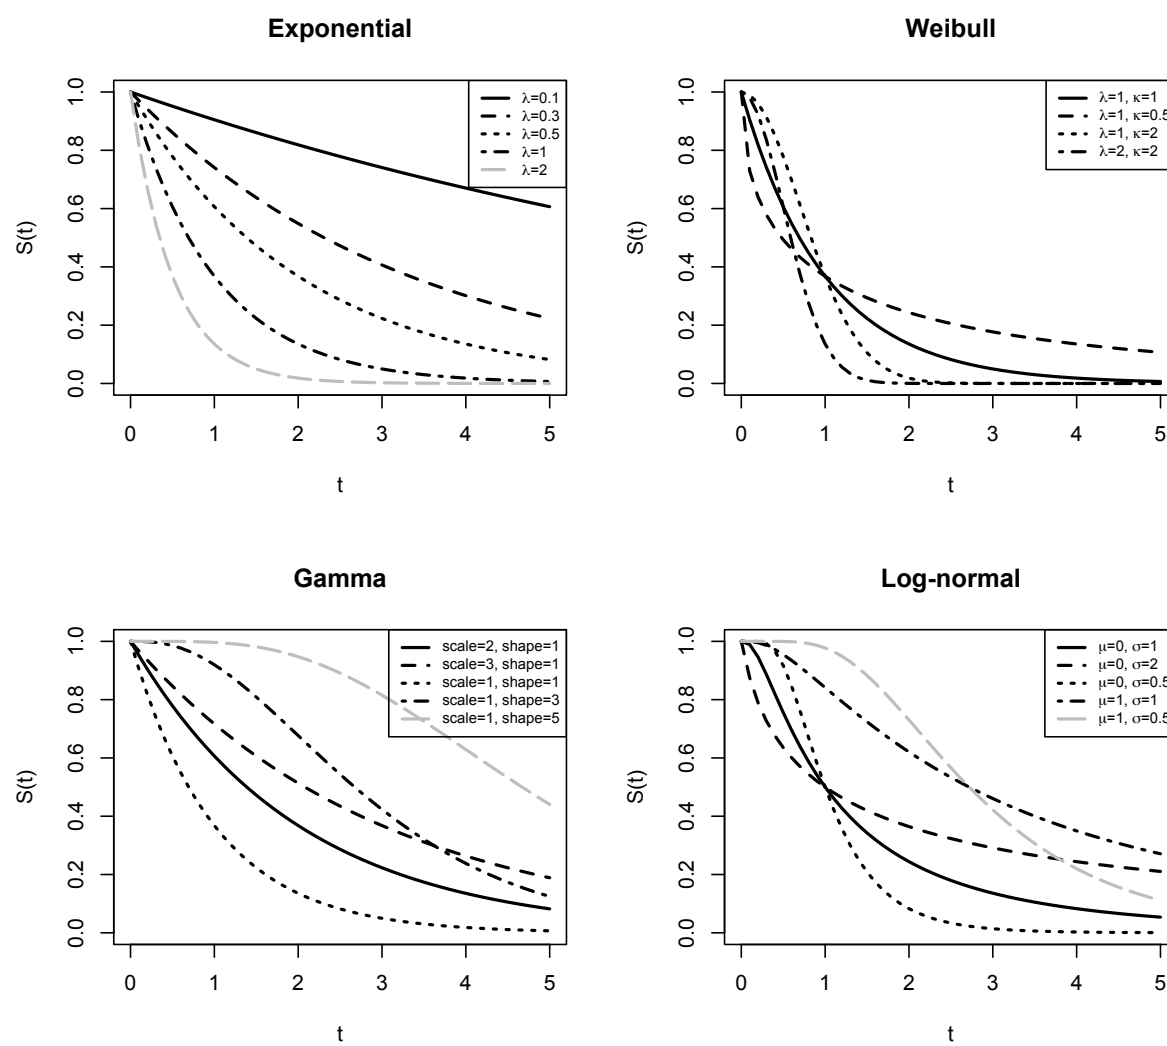 Exponential
S(t)
0.0 0.2 0.4 0.6 0.8 1.0
λ=0.1
λ=0.3
λ=0.5
λ=1
λ=2
0 1 2 3 4 5
t
Weibull
S(t)
0.0 0.2 0.4 0.6 0.8 1.0
λ=1, κ=1
λ=1, κ=0.5
λ=1, κ=2
λ=2, κ=2
0 1 2 3 4 5
t
Gamma
S(t)
0.0 0.2 0.4 0.6 0.8 1.0
scale=2, shape=1
scale=3, shape=1
scale=1, shape=1
scale=1, shape=3
scale=1, shape=5
0 1 2 3 4 5
t
Log-normal
S(t)
0.0 0.2 0.4 0.6 0.8 1.0
μ=0, σ=1
μ=0, σ=2
μ=0, σ=0.5
μ=1, σ=1
μ=1, σ=0.5
0 1 2 3 4 5
t